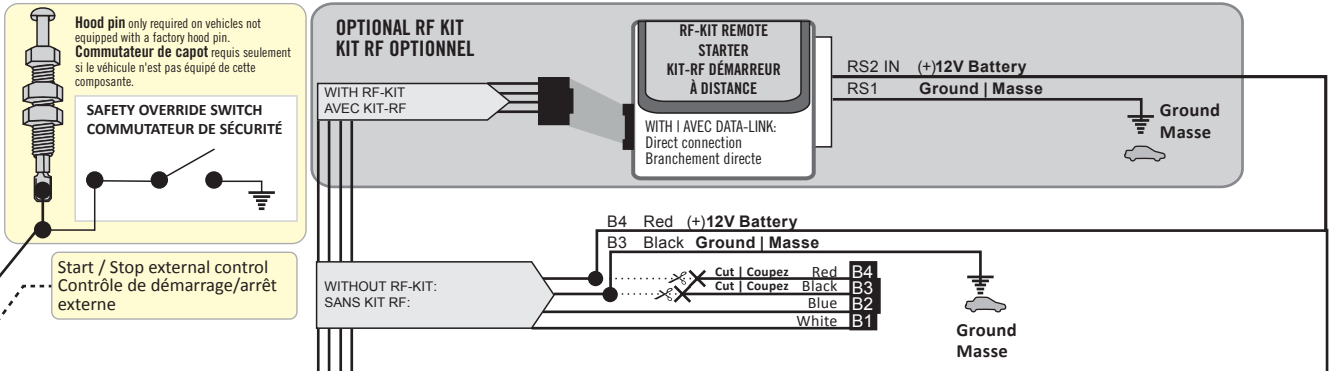 Hood pin only required on vehicles not
equipped with a factory hood pin.
Commutateur de capot requis seulement
si le véhicule n'est pas équipé de cette
composante.
SAFETY OVERRIDE SWITCH
COMMUTATEUR DE SÉCURITÉ
Start / Stop external control
Contrôle de démarrage/arrêt
externe
OPTIONAL RF KIT
KIT RF OPTIONNEL
WITH RF-KIT
AVEC KIT-RF
RF-KIT REMOTE
STARTER
KIT-RF DÉMARREUR
À DISTANCE
WITH I AVEC DATA-LINK:
Direct connection
Branchement directe
RS2 IN (+)12V Battery
RS1 Ground | Masse
Ground
Masse
B4 Red (+)12V Battery
B3 Black Ground | Masse
WITHOUT RF-KIT:
SANS KIT RF:
Cut | Coupez Red B4
Cut | Coupez Black B3
Blue B2
White B1
Ground
Masse